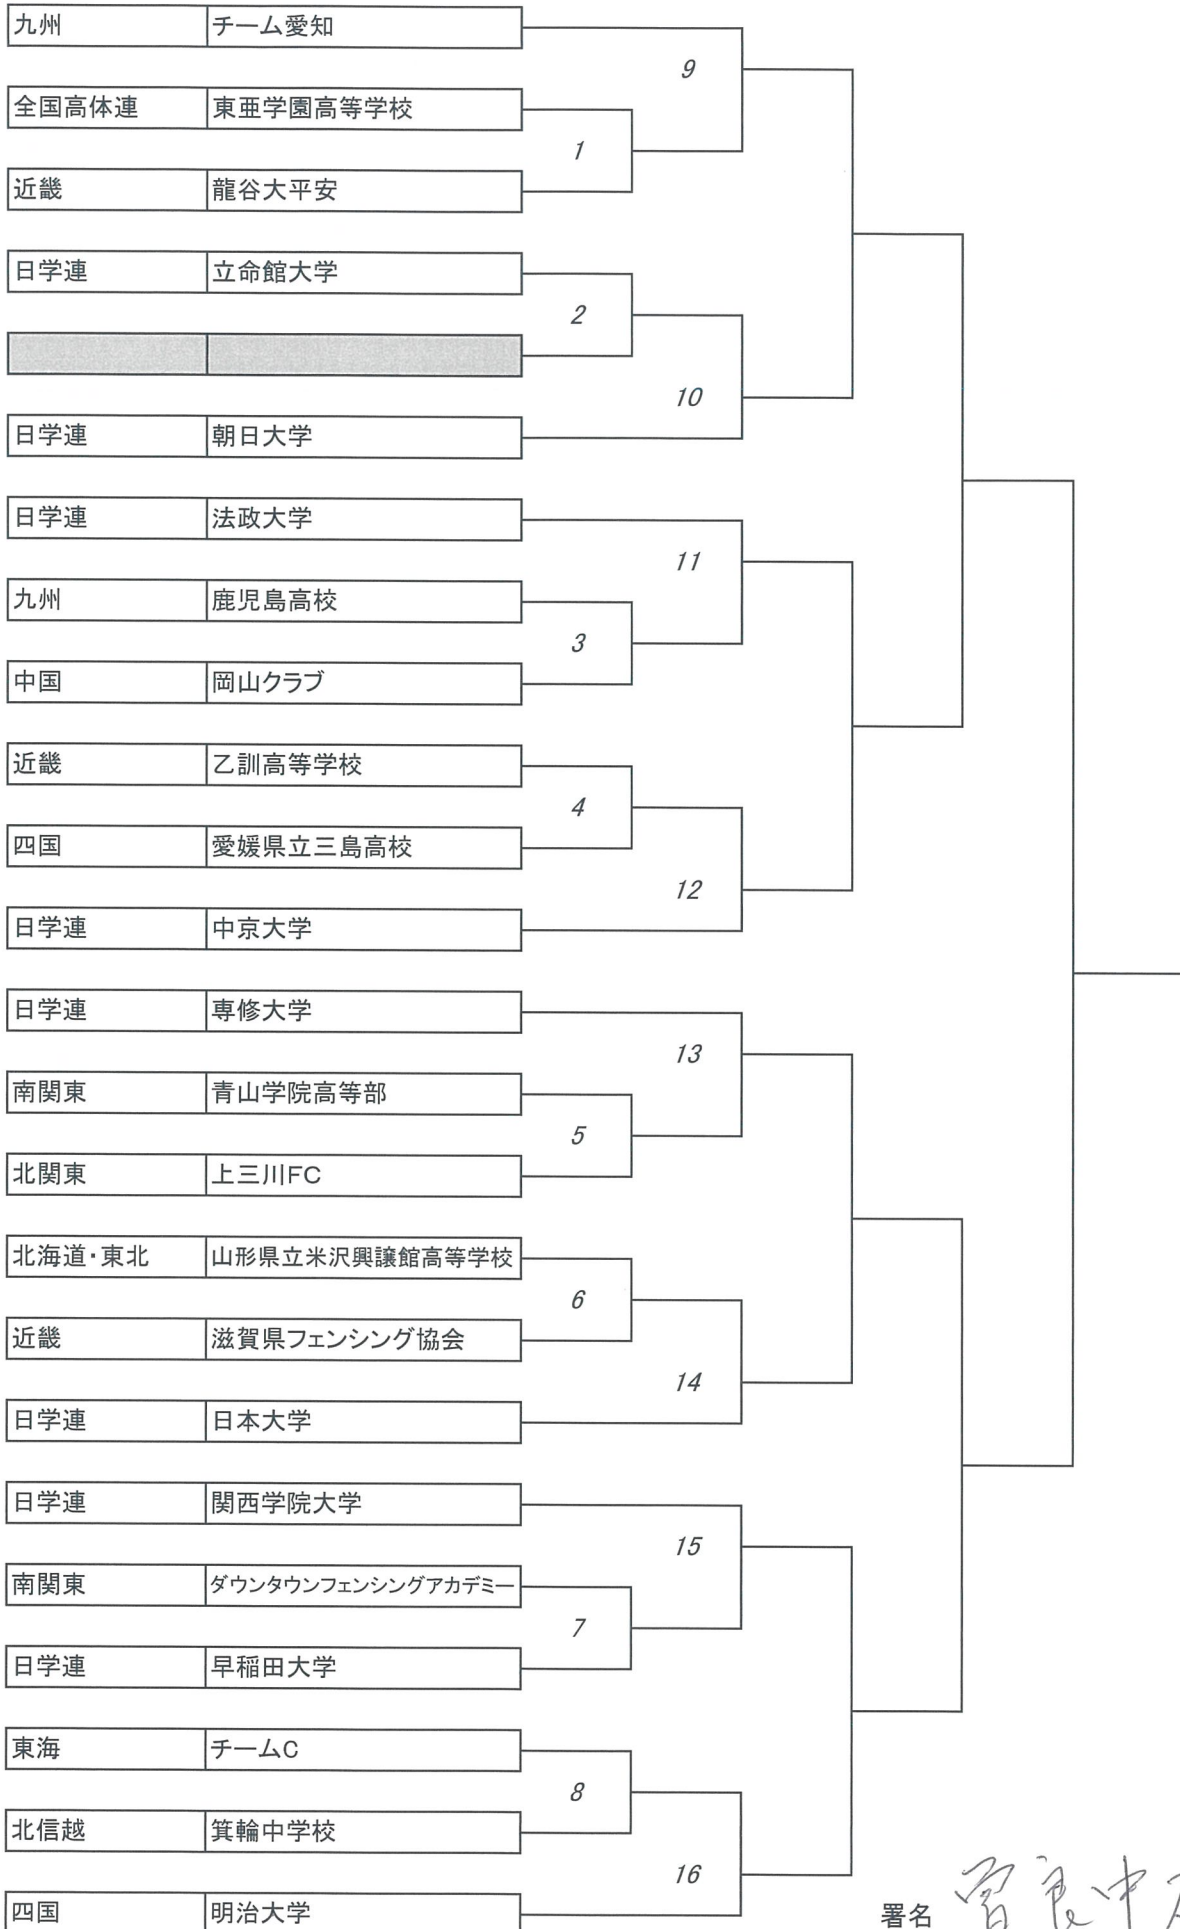 九州 チーム愛知
9
全国高体連 東亜学園高等学校
1
近畿 龍谷大平安
日学連 立命館大学
2
10
日学連 朝日大学
日学連 法政大学
11
九州 鹿児島高校
3
中国 岡山クラブ
近畿 乙訓高等学校
4
四国 愛媛県立三島高校
12
日学連 中京大学
日学連 専修大学
13
南関東 青山学院高等部
5
北関東 上三川FC
北海道・東北 山形県立米沢興譲館高等学校
6
近畿 滋賀県フェンシング協会
14
日学連 日本大学
日学連 関西学院大学
15
南関東 ダウンタウンフェンシングアカデミー
7
日学連 早稲田大学
東海 チームC
8
北信越 箕輪中学校
16
四国 明治大学
署名